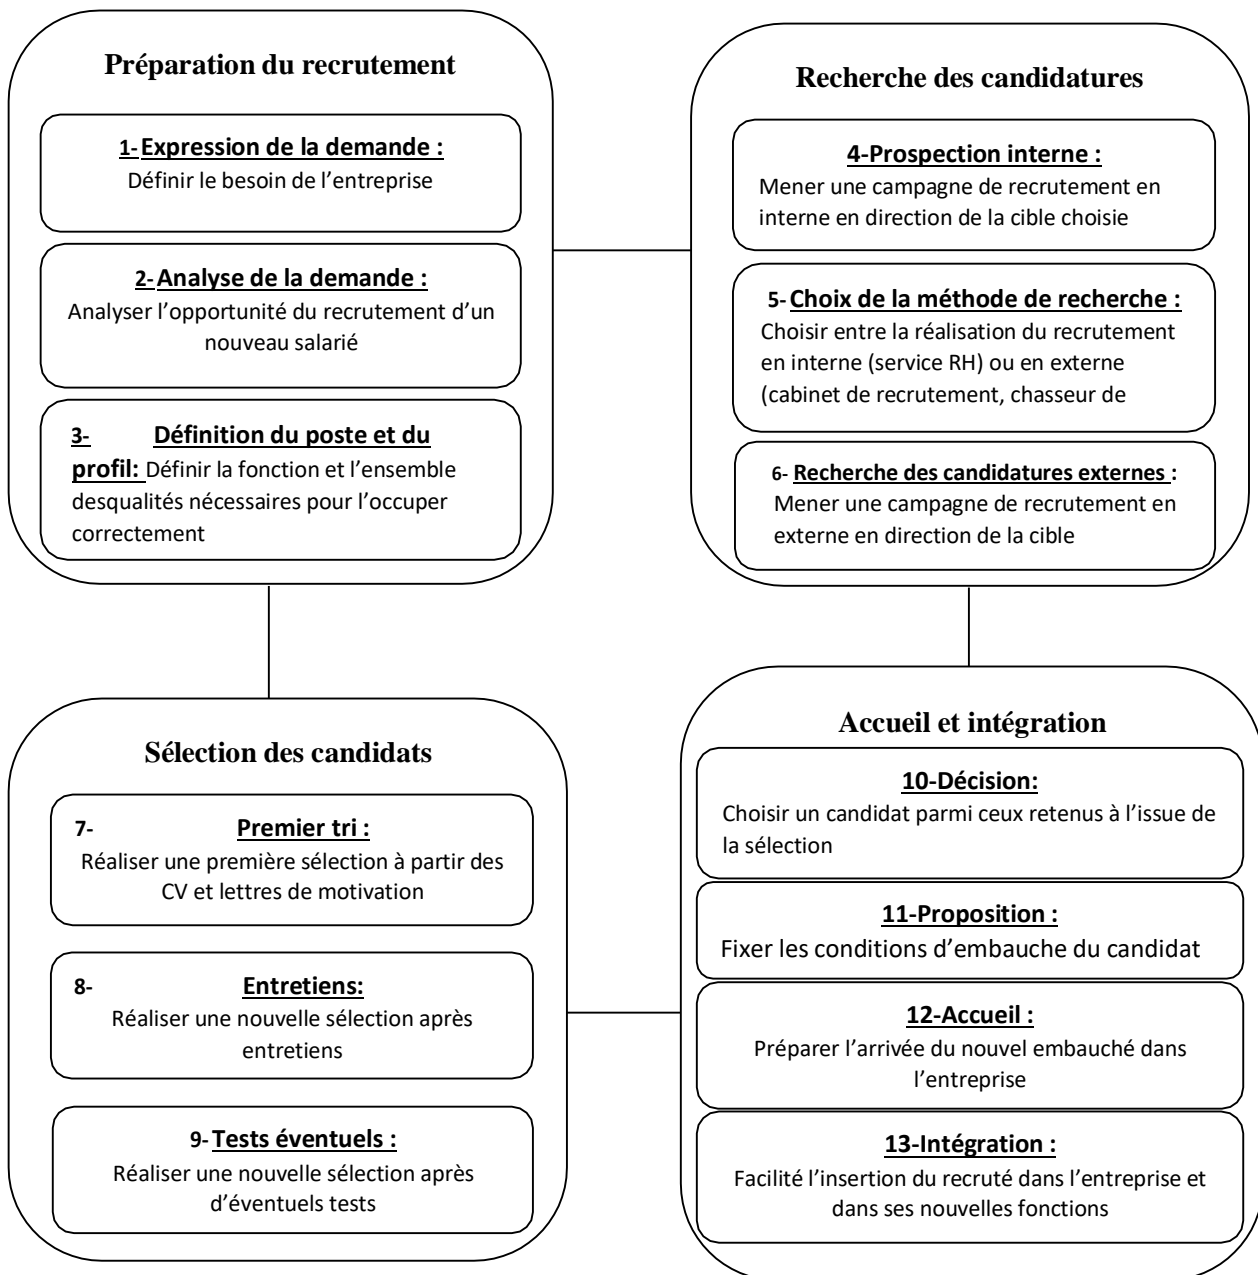 Préparation du recrutement
1- Expression de la demande :
Définir le besoin de l’entreprise
2- Analyse de la demande :
Analyser l’opportunité du recrutement d’un
nouveau salarié
3- Définition du poste et du
profil: Définir la fonction et l’ensemble
desqualités nécessaires pour l’occuper
correctement
Recherche des candidatures
4-Prospection interne :
Mener une campagne de recrutement en
interne en direction de la cible choisie
5- Choix de la méthode de recherche :
Choisir entre la réalisation du recrutement
en interne (service RH) ou en externe
(cabinet de recrutement, chasseur de
6- Recherche des candidatures externes :
Mener une campagne de recrutement en
externe en direction de la cible
Sélection des candidats
7- Premier tri :
Réaliser une première sélection à partir des
CV et lettres de motivation
8- Entretiens:
Réaliser une nouvelle sélection après
entretiens
9- Tests éventuels :
Réaliser une nouvelle sélection après
d’éventuels tests
Accueil et intégration
10-Décision:
Choisir un candidat parmi ceux retenus à l’issue de
la sélection
11-Proposition :
Fixer les conditions d’embauche du candidat
12-Accueil :
Préparer l’arrivée du nouvel embauché dans
l’entreprise
13-Intégration :
Facilité l’insertion du recruté dans l’entreprise et
dans ses nouvelles fonctions